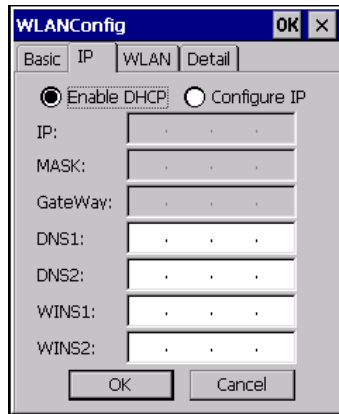 WLANConfig OK ×
Basic IP WLAN Detail
Enable DHCP Configure IP
IP: . . .
MASK: . . .
GateWay: . . .
DNS1: . . .
DNS2: . . .
WINS1: . . .
WINS2: . . .
OK Cancel